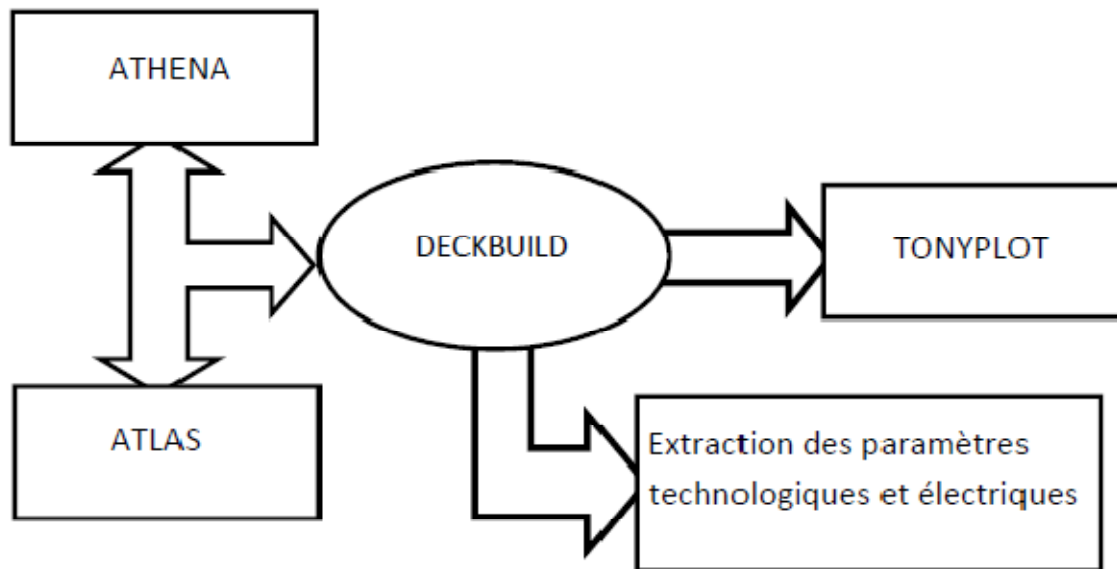 ATHENA
DECKBUILD
TONYPLOT
ATLAS
Extraction des paramètres
technologiques et électriques